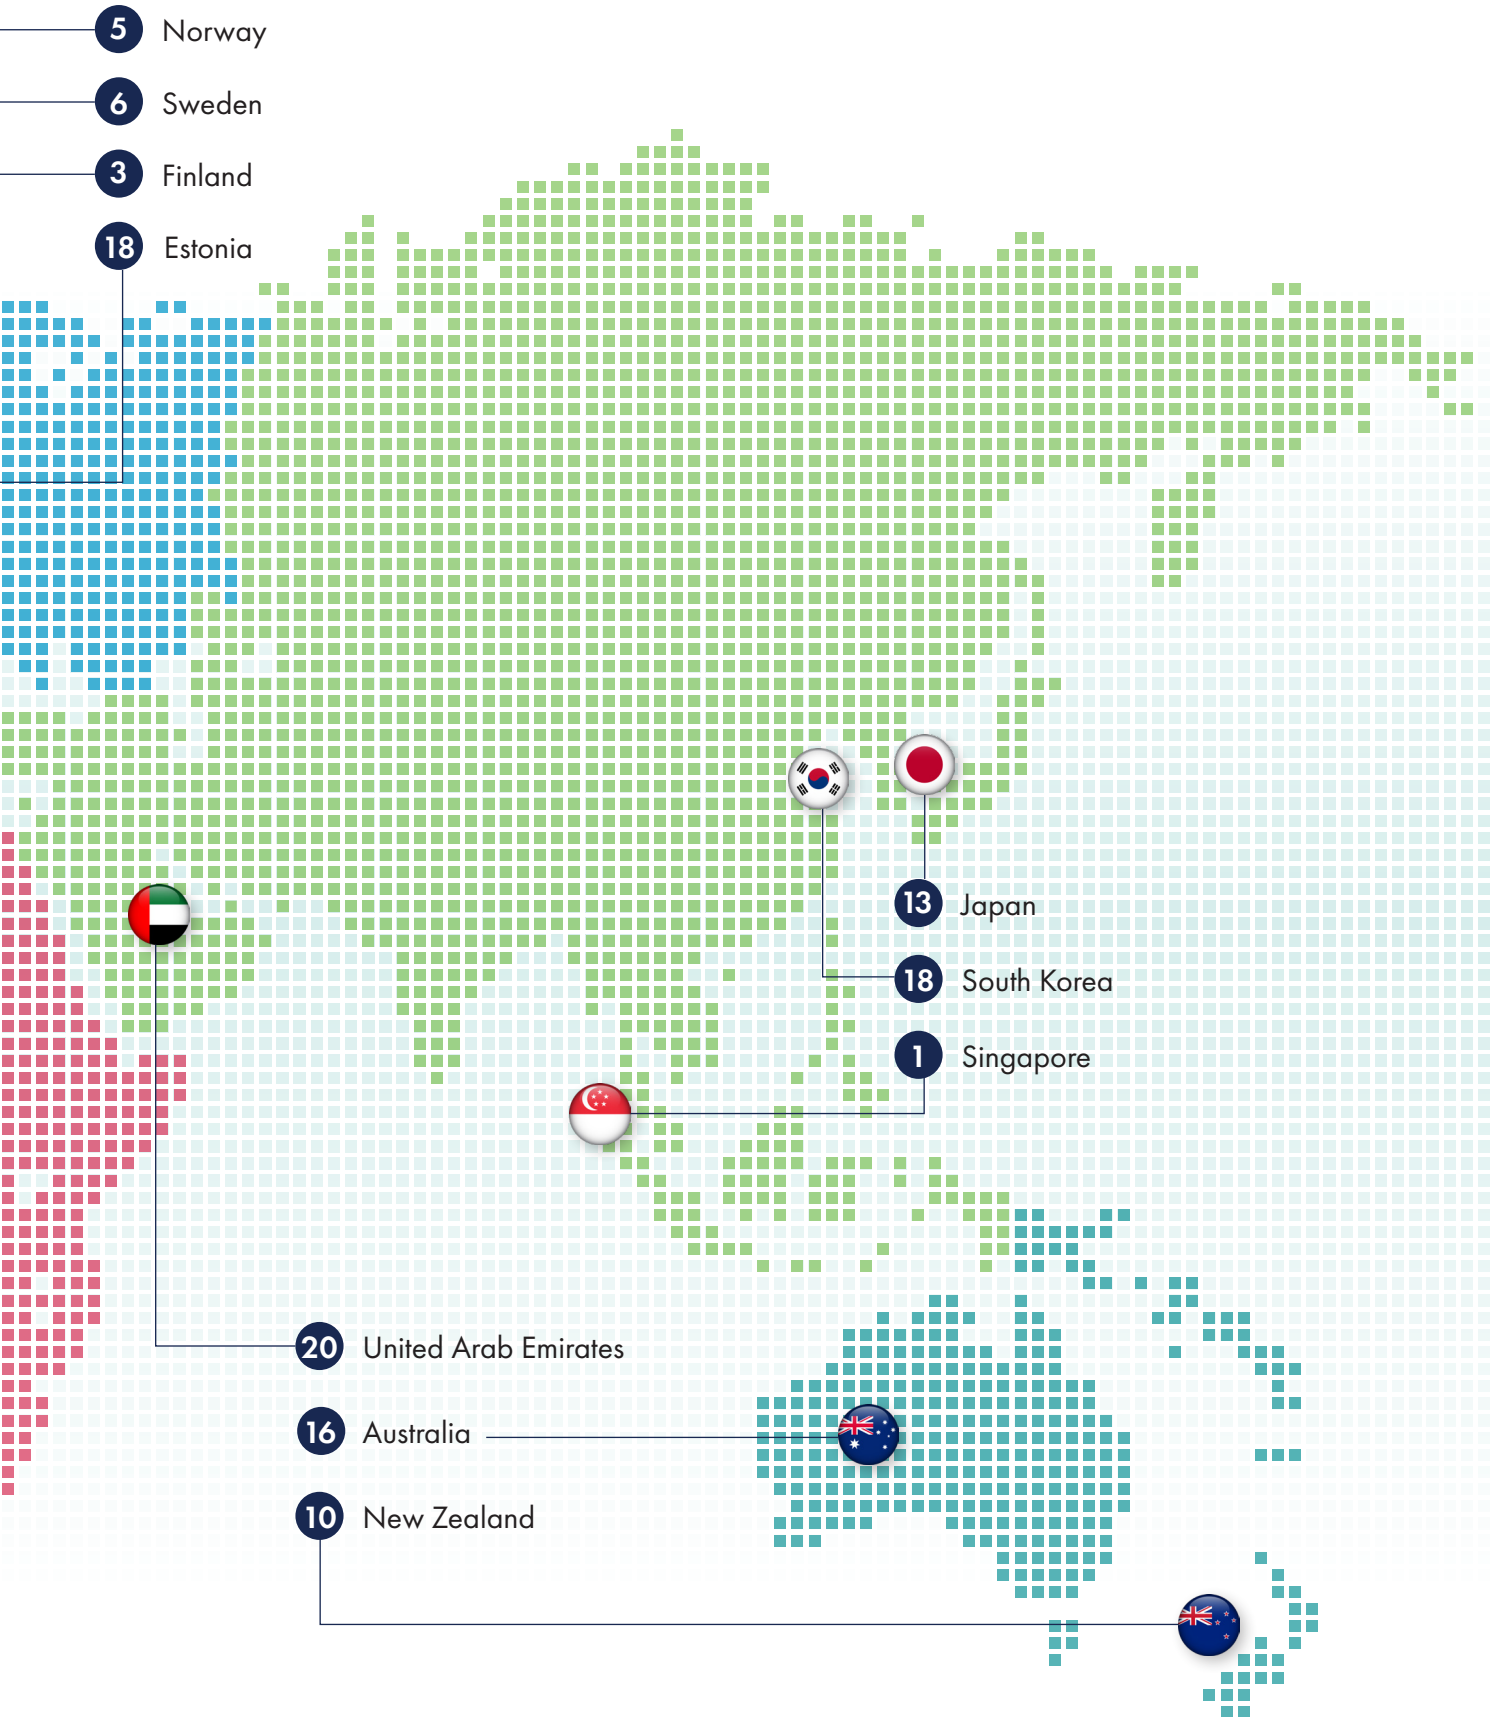 5 Norway
6 Sweden
3 Finland
18 Estonia
13 Japan
18 South Korea
1 Singapore
20 United Arab Emirates
16 Australia
10 New Zealand